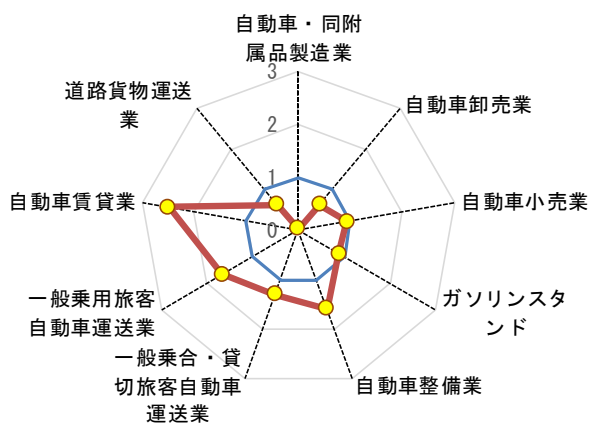 自動車・同附
属品製造業
自動車卸売業
自動車小売業
ガソリンスタ
ンド
自動車整備業
一般乗合・貸
切旅客自動車
運送業
一般乗用旅客
自動車運送業
自動車賃貸業
道路貨物運送
業
3
2
1
0